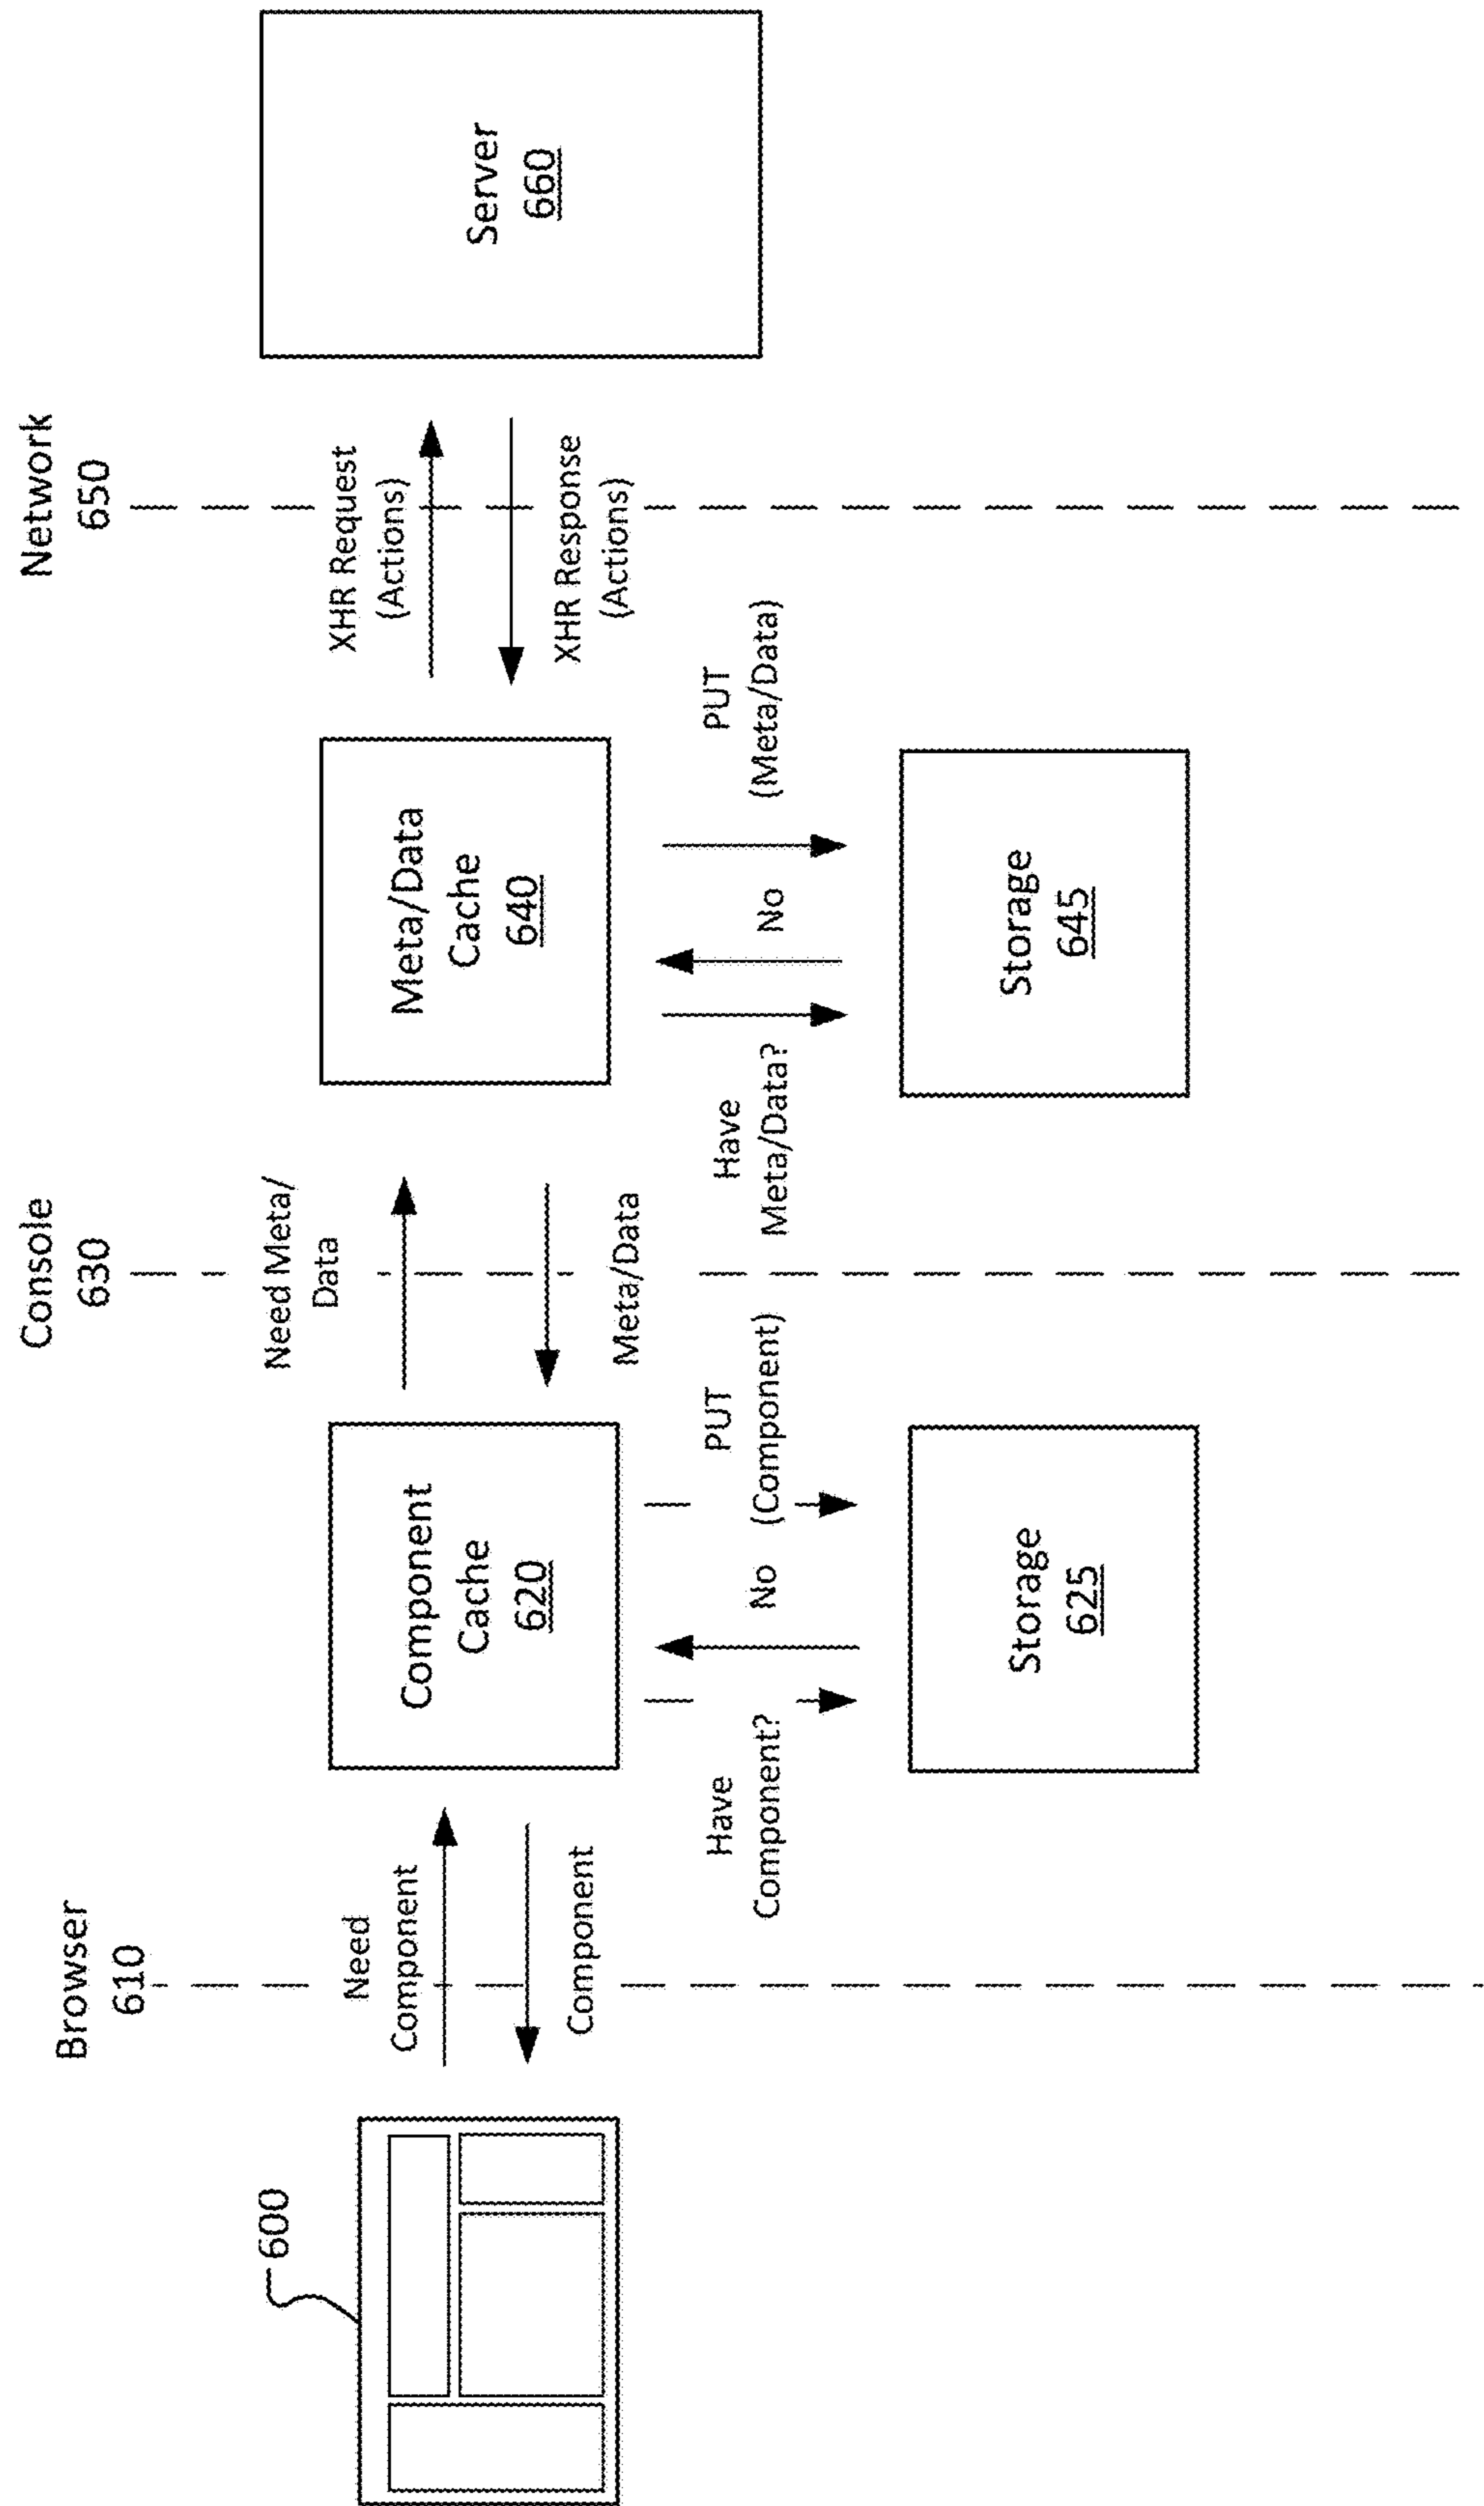 Browser
610
Console
630
Network
650
600
Need
Component
Component
Component
Cache
620
Have
Component?
No
PUT
(Component)
Storage
625
Need Meta/
Data
Meta/Data
Meta/Data
Cache
640
Have
Meta/Data?
No
PUT
(Meta/Data)
Storage
645
XHR Request
(Actions)
XHR Response
(Actions)
Server
660